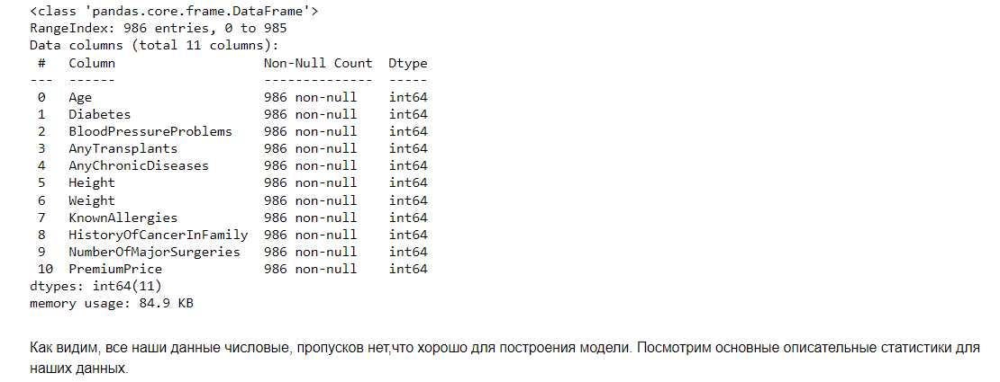 <class 'pandas.core.frame.DataFrame'>
RangeIndex: 986 entries, 0 to 985
Data columns (total 11 columns):
 #   Column                   Non-Null Count  Dtype
---  ------                   --------------  -----
 0   Age                      986 non-null    int64
 1   Diabetes                 986 non-null    int64
 2   BloodPressureProblems    986 non-null    int64
 3   AnyTransplants           986 non-null    int64
 4   AnyChronicDiseases       986 non-null    int64
 5   Height                   986 non-null    int64
 6   Weight                   986 non-null    int64
 7   KnownAllergies           986 non-null    int64
 8   HistoryOfCancerInFamily  986 non-null    int64
 9   NumberOfMajorSurgeries   986 non-null    int64
 10  PremiumPrice             986 non-null    int64
dtypes: int64(11)
memory usage: 84.9 KB
Как видим, все наши данные числовые, пропусков нет,что хорошо для построения модели. Посмотрим основные описательные статистики для
наших данных.